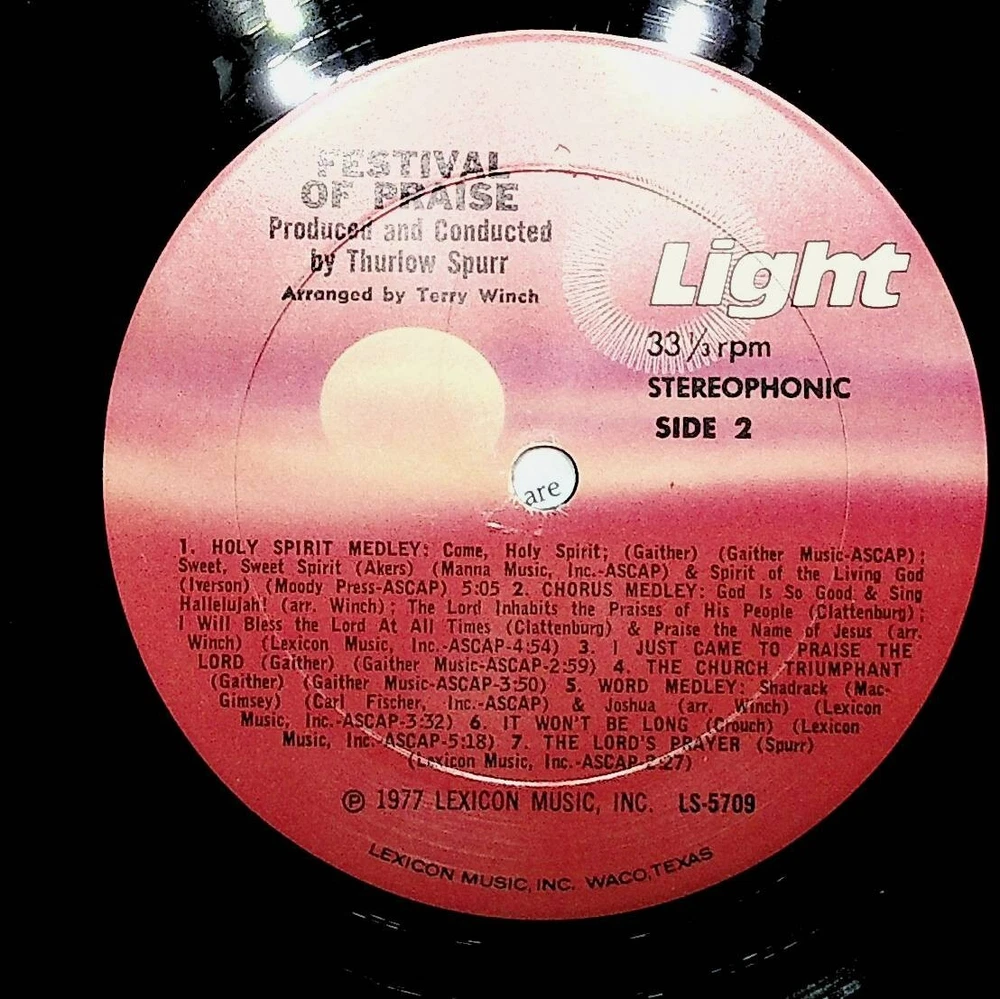 FESTIVAL
OF PRAISE
Produced and Conducted
by Thurlow Spurr
Arranged by Terry Winch
Light
33 ⅓ rpm
STEREOPHONIC
SIDE 2
are
1. HOLY SPIRIT MEDLEY: Come, Holy Spirit; (Gaither) (Gaither Music-ASCAP);
Sweet, Sweet Spirit (Akers) (Manna Music, Inc.-ASCAP) & Spirit of the Living God
(Iverson) (Moody Press-ASCAP) 5:05 2. CHORUS MEDLEY: God Is So Good & Sing
Hallelujah! (arr. Winch); The Lord Inhabits the Praises of His People (Clattenburg);
I Will Bless the Lord At All Times (Clattenburg) & Praise the Name of Jesus (arr.
Winch) (Lexicon Music, Inc.-ASCAP-4:54) 3. I JUST CAME TO PRAISE THE
LORD (Gaither) (Gaither Music-ASCAP-2:59) 4. THE CHURCH TRIUMPHANT
(Gaither) (Gaither Music-ASCAP-3:50) 5. WORD MEDLEY: Shadrack (Mac-
Gimsey) (Carl Fischer, Inc.-ASCAP) & Joshua (arr. Winch) (Lexicon
Music, Inc.-ASCAP-3:32) 6. IT WON'T BE LONG (Crouch) (Lexicon
Music, Inc.-ASCAP-5:18) 7. THE LORD'S PRAYER (Spurr)
(Lexicon Music, Inc.-ASCAP-2:27)
℗ 1977 LEXICON MUSIC, INC. LS-5709
LEXICON MUSIC, INC. WACO, TEXAS